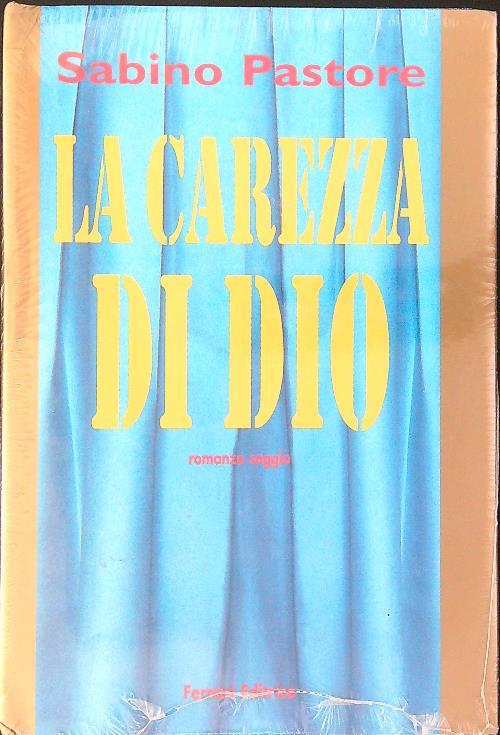 Sabino Pastore
LA CAREZZA
DI DIO
romanzo saggio
Ferrari Editrice